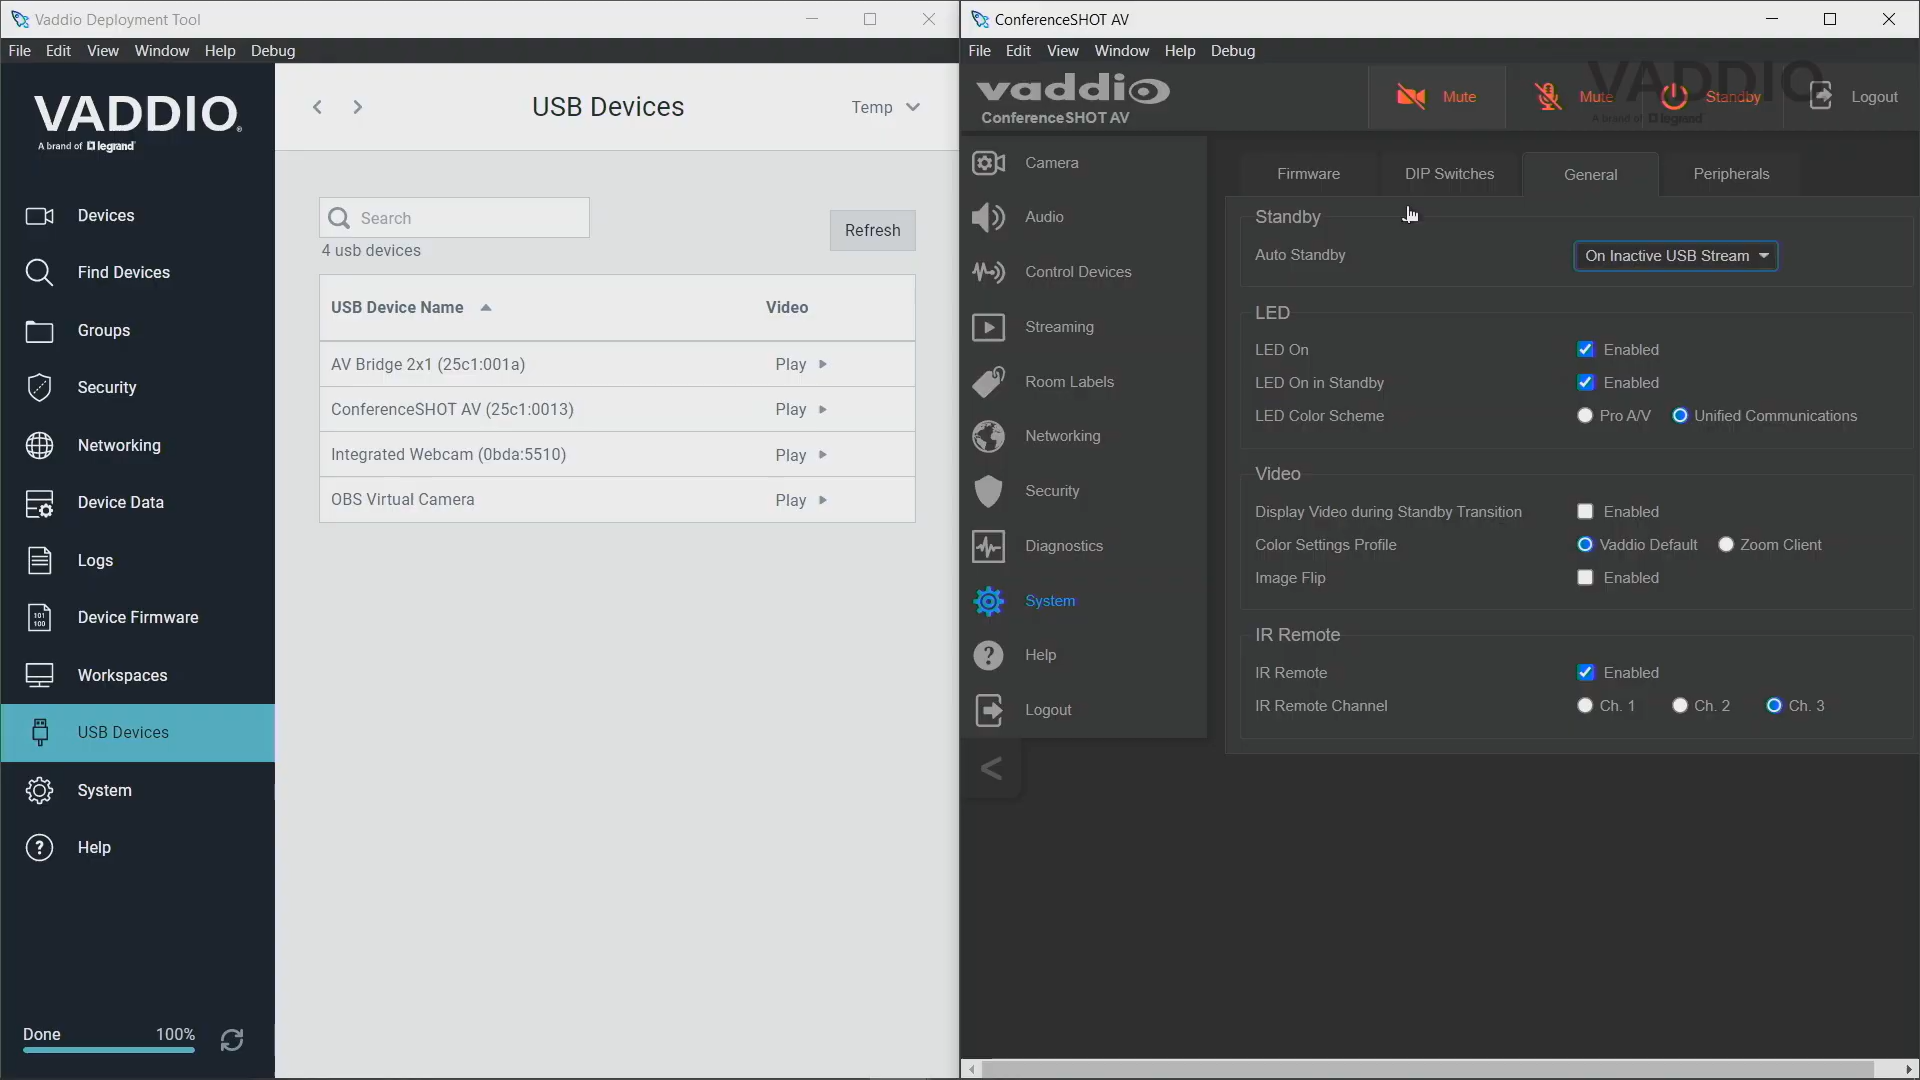 Vaddio Deployment Tool
File Edit View Window Help Debug
VADDIO
A brand of legrand
Devices
Find Devices
Groups
Security
Networking
Device Data
Logs
Device Firmware
Workspaces
USB Devices
System
Help
Done 100%
USB Devices
Temp
Search
Refresh
4 usb devices
USB Device Name Video
AV Bridge 2x1 (25c1:001a) Play
ConferenceSHOT AV (25c1:0013) Play
Integrated Webcam (0bda:5510) Play
OBS Virtual Camera Play
ConferenceSHOT AV
File Edit View Window Help Debug
vaddio
ConferenceSHOT AV
Mute Mute Standby Logout
VADDIO
A brand of legrand
Camera
Audio
Control Devices
Streaming
Room Labels
Networking
Security
Diagnostics
System
Help
Logout
<
Firmware DIP Switches General Peripherals
Standby
Auto Standby On Inactive USB Stream
LED
LED On Enabled
LED On in Standby Enabled
LED Color Scheme Pro A/V Unified Communications
Video
Display Video during Standby Transition Enabled
Color Settings Profile Vaddio Default Zoom Client
Image Flip Enabled
IR Remote
IR Remote Enabled
IR Remote Channel Ch. 1 Ch. 2 Ch. 3